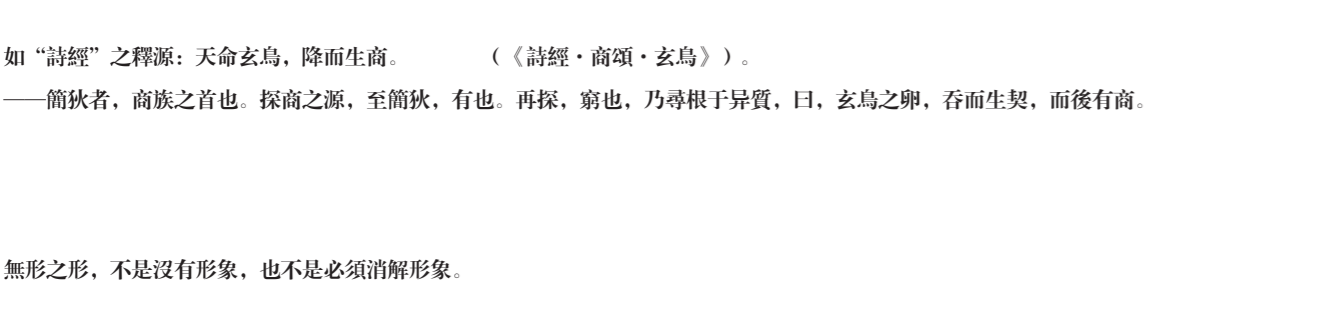 如“詩經”之釋源：天命玄鳥，降而生商。　　　　（《詩經·商頌·玄鳥》）。
——簡狄者，商族之首也。探商之源，至簡狄，有也。再探，窮也，乃尋根于异質，曰，玄鳥之卵，吞而生契，而後有商。
無形之形，不是沒有形象，也不是必須消解形象。